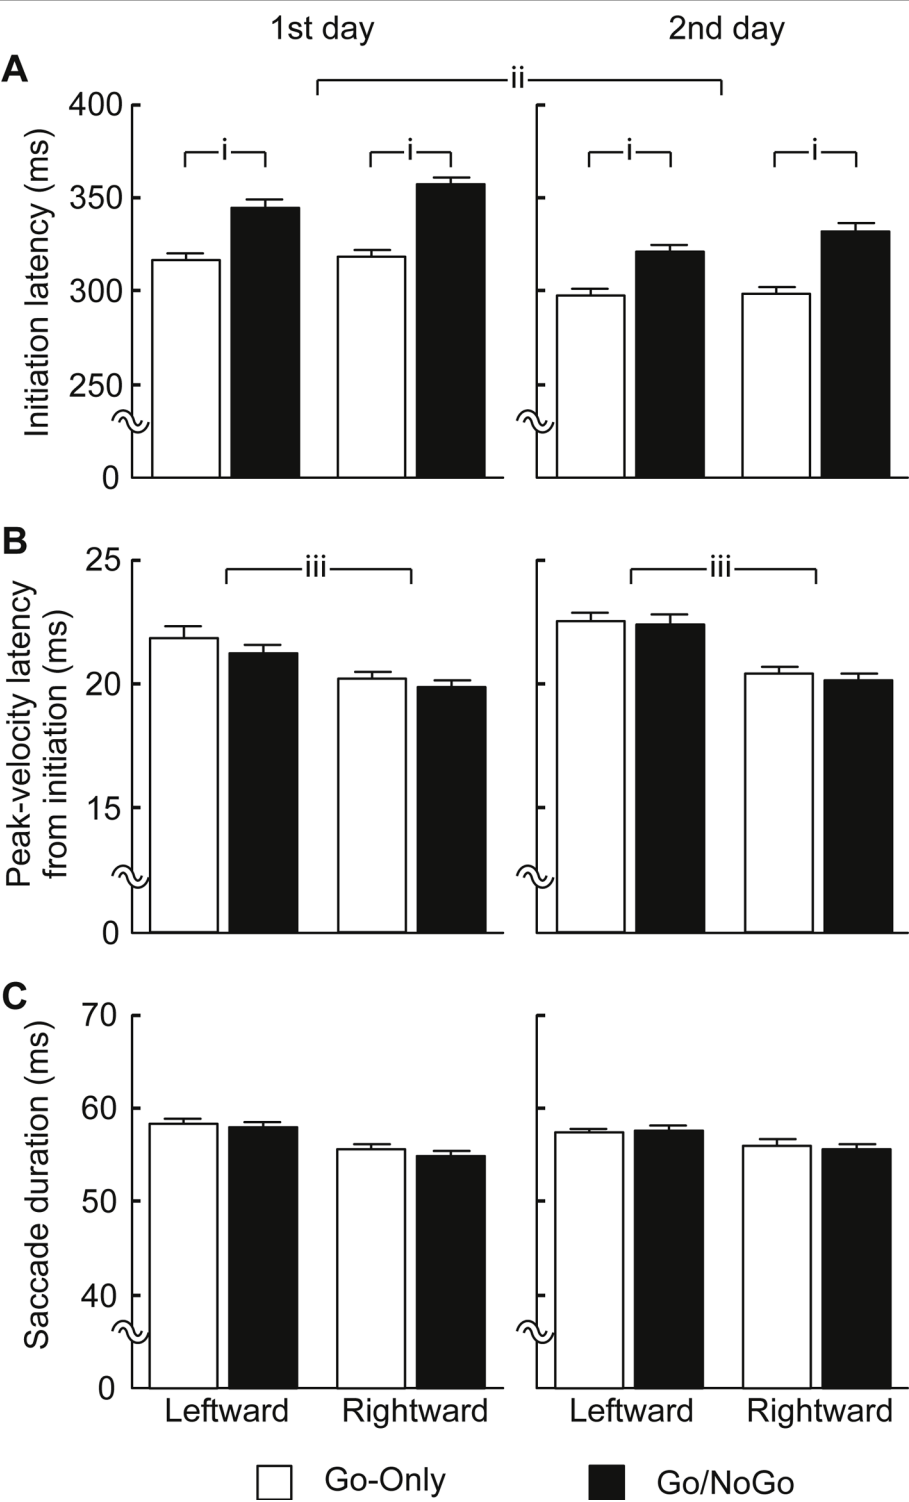 1st day 2nd day
A
ii
400
i i i i
350
300
250
0
Initiation latency (ms)
B
25
iii iii
20
15
0
Peak-velocity latency
from initiation (ms)
C
70
60
50
40
0
Saccade duration (ms)
Leftward Rightward Leftward Rightward
Go-Only Go/NoGo